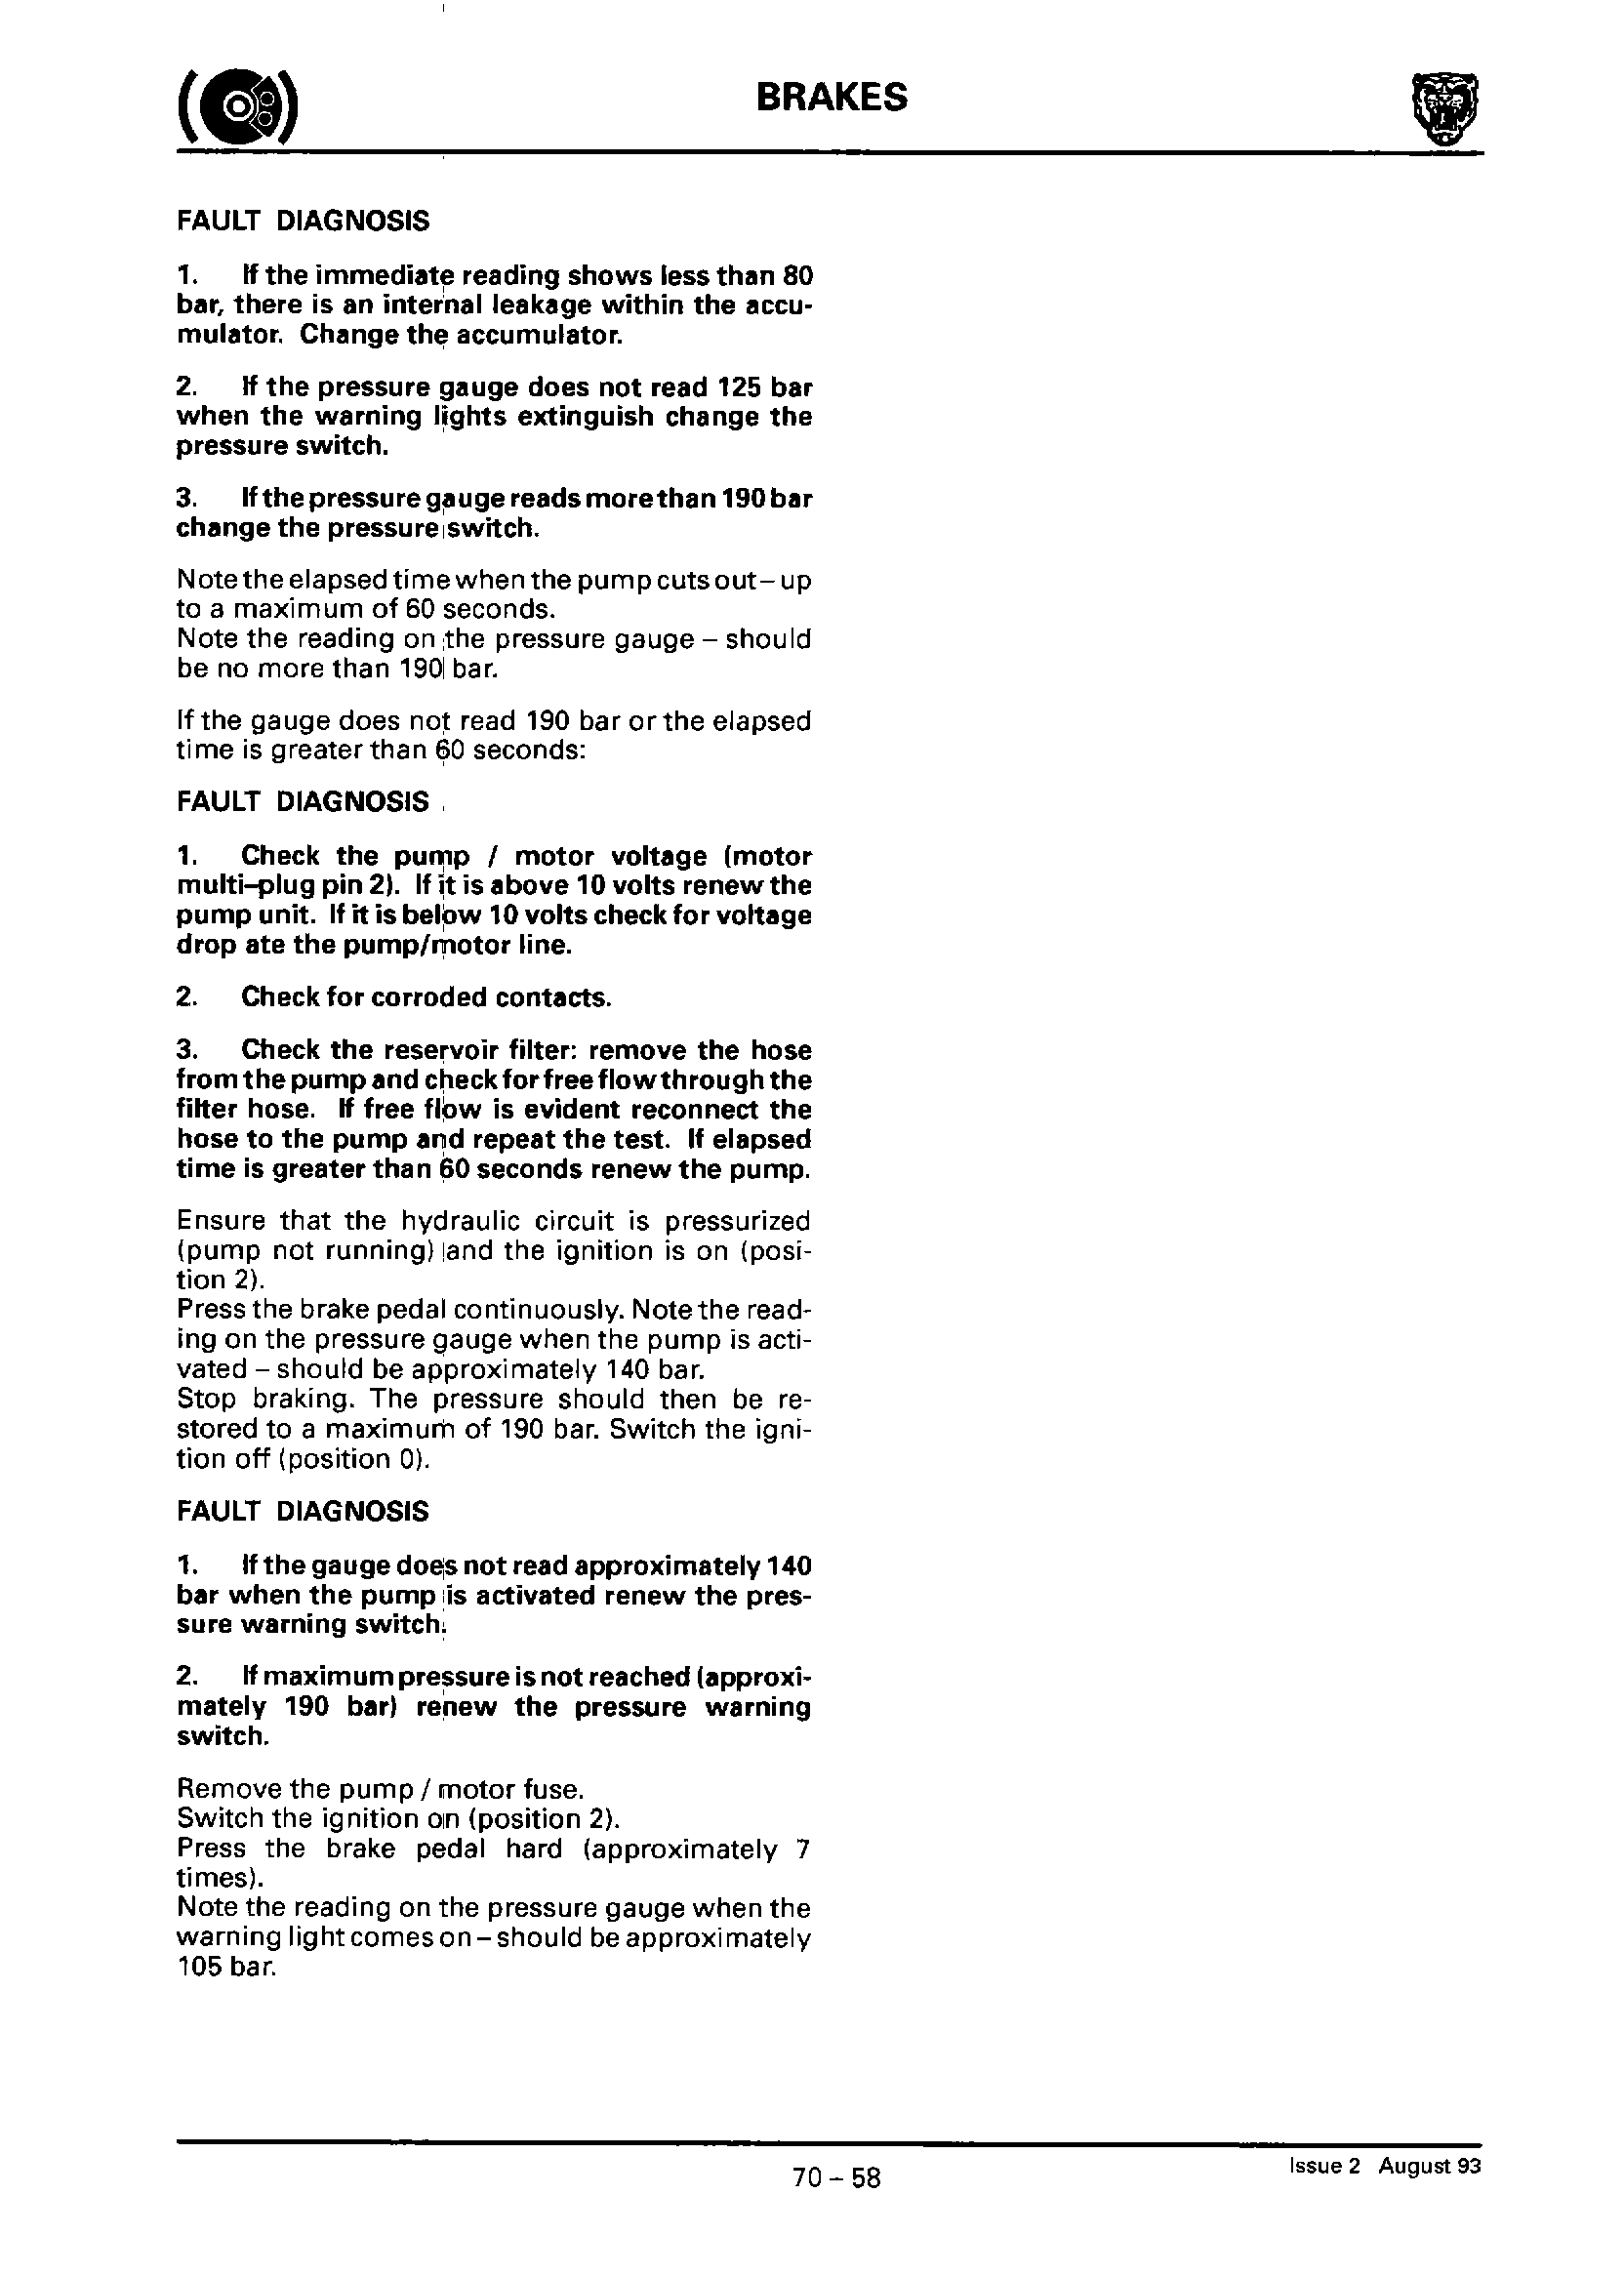 BRAKES
FAULT DIAGNOSIS
1. If the immediate reading shows less than 80
bar, there is an internal leakage within the accu-
mulator. Change the accumulator.
2. If the pressure gauge does not read 125 bar
when the warning lights extinguish change the
pressure switch.
3. If the pressure gauge reads more than 190 bar
change the pressure switch.
Note the elapsed time when the pump cuts out – up
to a maximum of 60 seconds.
Note the reading on the pressure gauge – should
be no more than 190 bar.
If the gauge does not read 190 bar or the elapsed
time is greater than 60 seconds:
FAULT DIAGNOSIS
1. Check the pump / motor voltage (motor
multi–plug pin 2). If it is above 10 volts renew the
pump unit. If it is below 10 volts check for voltage
drop ate the pump/motor line.
2. Check for corroded contacts.
3. Check the reservoir filter: remove the hose
from the pump and check for free flow through the
filter hose. If free flow is evident reconnect the
hose to the pump and repeat the test. If elapsed
time is greater than 60 seconds renew the pump.
Ensure that the hydraulic circuit is pressurized
(pump not running) and the ignition is on (posi-
tion 2).
Press the brake pedal continuously. Note the read-
ing on the pressure gauge when the pump is acti-
vated – should be approximately 140 bar.
Stop braking. The pressure should then be re-
stored to a maximum of 190 bar. Switch the igni-
tion off (position 0).
FAULT DIAGNOSIS
1. If the gauge does not read approximately 140
bar when the pump is activated renew the pres-
sure warning switch.
2. If maximum pressure is not reached (approxi-
mately 190 bar) renew the pressure warning
switch.
Remove the pump / motor fuse.
Switch the ignition on (position 2).
Press the brake pedal hard (approximately 7
times).
Note the reading on the pressure gauge when the
warning light comes on – should be approximately
105 bar.
70 – 58
Issue 2 August 93